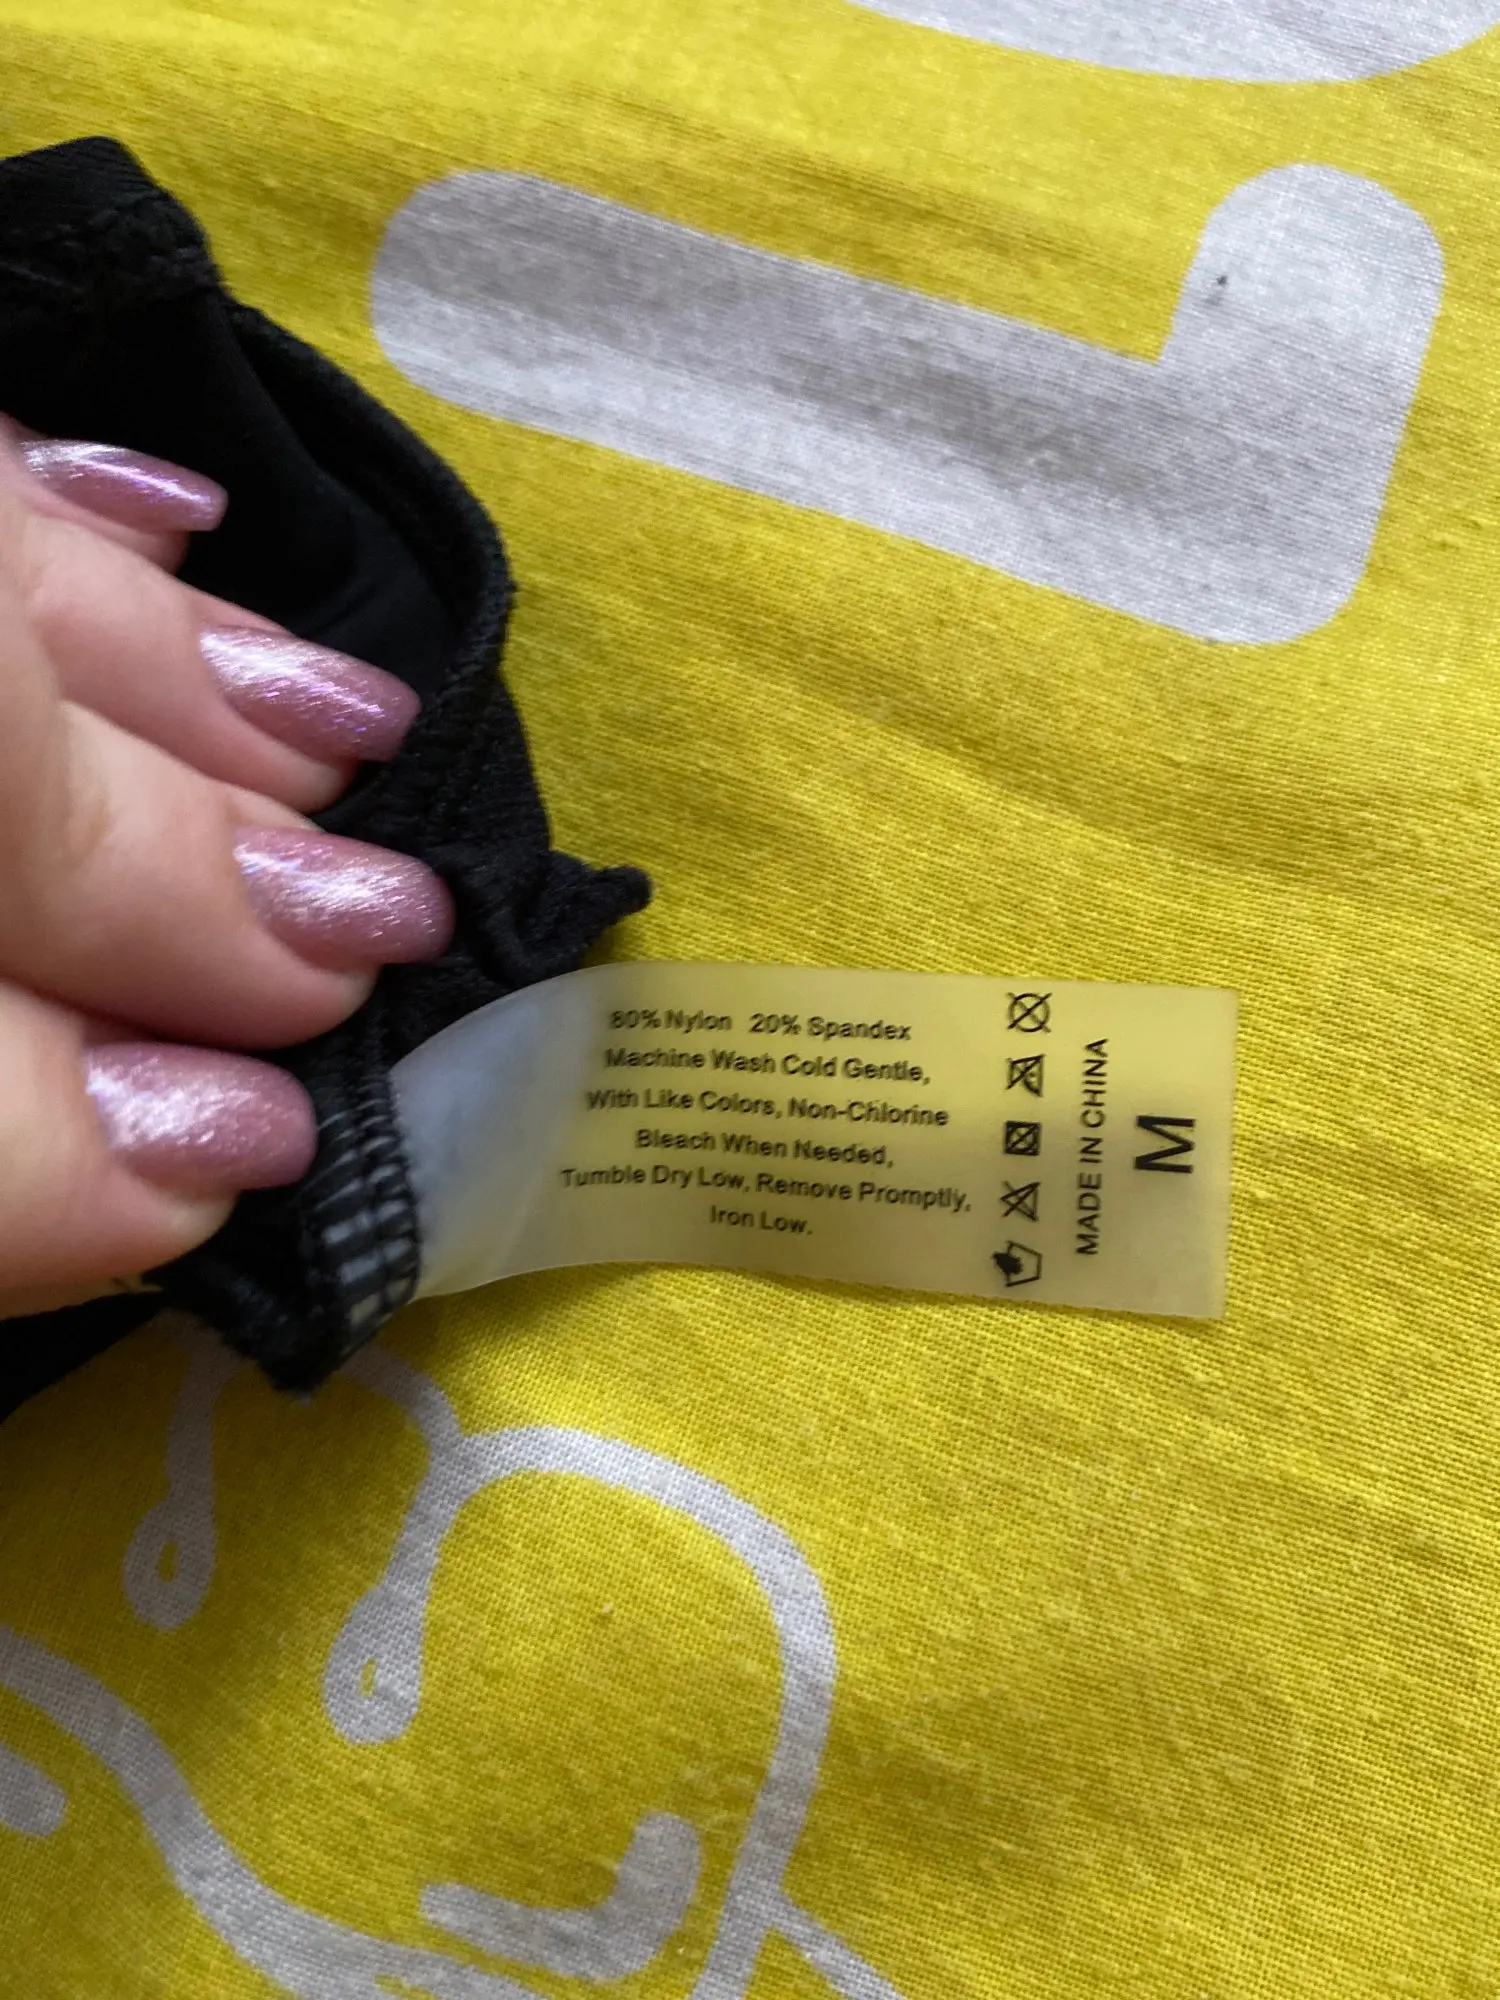 80% Nylon 20% Spandex
Machine Wash Cold Gentle,
With Like Colors, Non-Chlorine
Bleach When Needed,
Tumble Dry Low, Remove Promptly,
Iron Low.
MADE IN CHINA
M